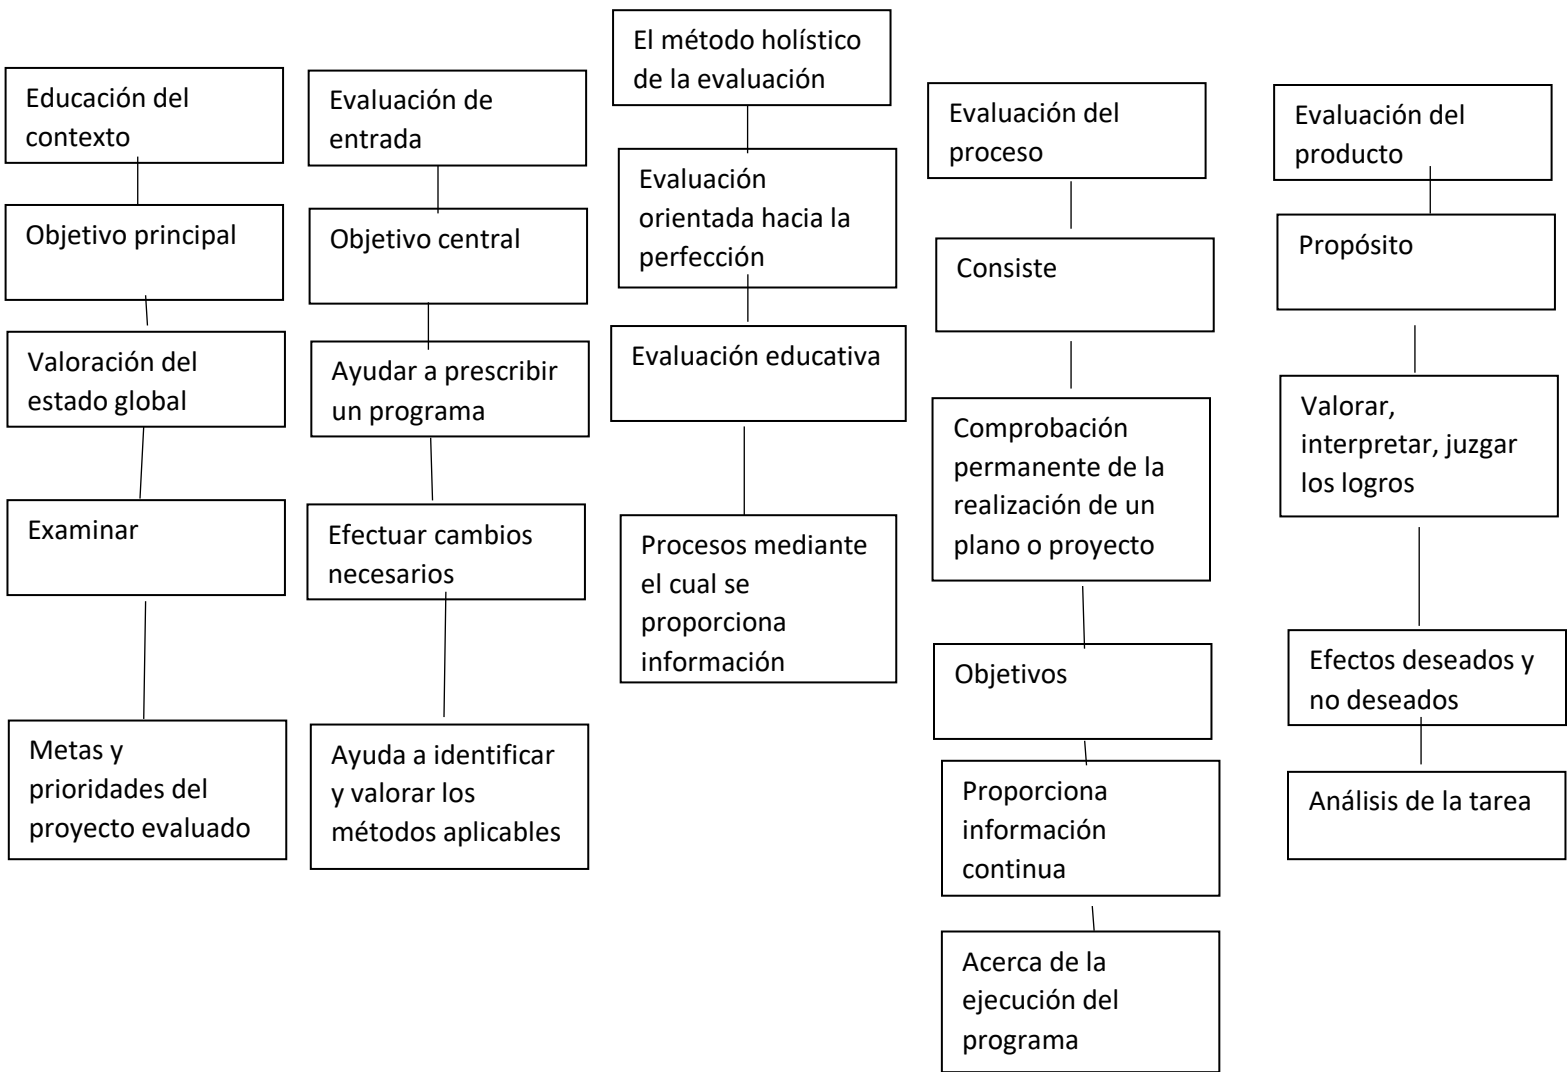 Educación del
contexto
Objetivo principal
Valoración del
estado global
Examinar
Metas y
prioridades del
proyecto evaluado
Evaluación de
entrada
Objetivo central
Ayudar a prescribir
un programa
Efectuar cambios
necesarios
Ayuda a identificar
y valorar los
métodos aplicables
El método holístico
de la evaluación
Evaluación
orientada hacia la
perfección
Evaluación educativa
Procesos mediante
el cual se
proporciona
información
Evaluación del
proceso
Consiste
Comprobación
permanente de la
realización de un
plano o proyecto
Objetivos
Proporciona
información
continua
Acerca de la
ejecución del
programa
Evaluación del
producto
Propósito
Valorar,
interpretar, juzgar
los logros
Efectos deseados y
no deseados
Análisis de la tarea